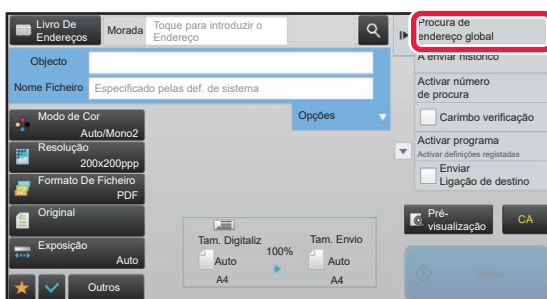 Livro De
Endereços
Morada
Toque para introduzir o
Endereço
Procura de
endereço global
A enviar histórico
Objecto
Nome Ficheiro
Especificado pelas def. de sistema
Activar número
de procura
Modo de Cor
Auto/Mono2
Opções
Carimbo verificação
Resolução
200x200ppp
Activar programa
Activar definições registadas
Enviar
Ligação de destino
Formato De Ficheiro
PDF
Original
Pré-
visualização
CA
Exposição
Auto
Tam. Digitaliz
100%
Tam. Envio
Auto
Auto
A4
A4
Iniciar
Outros